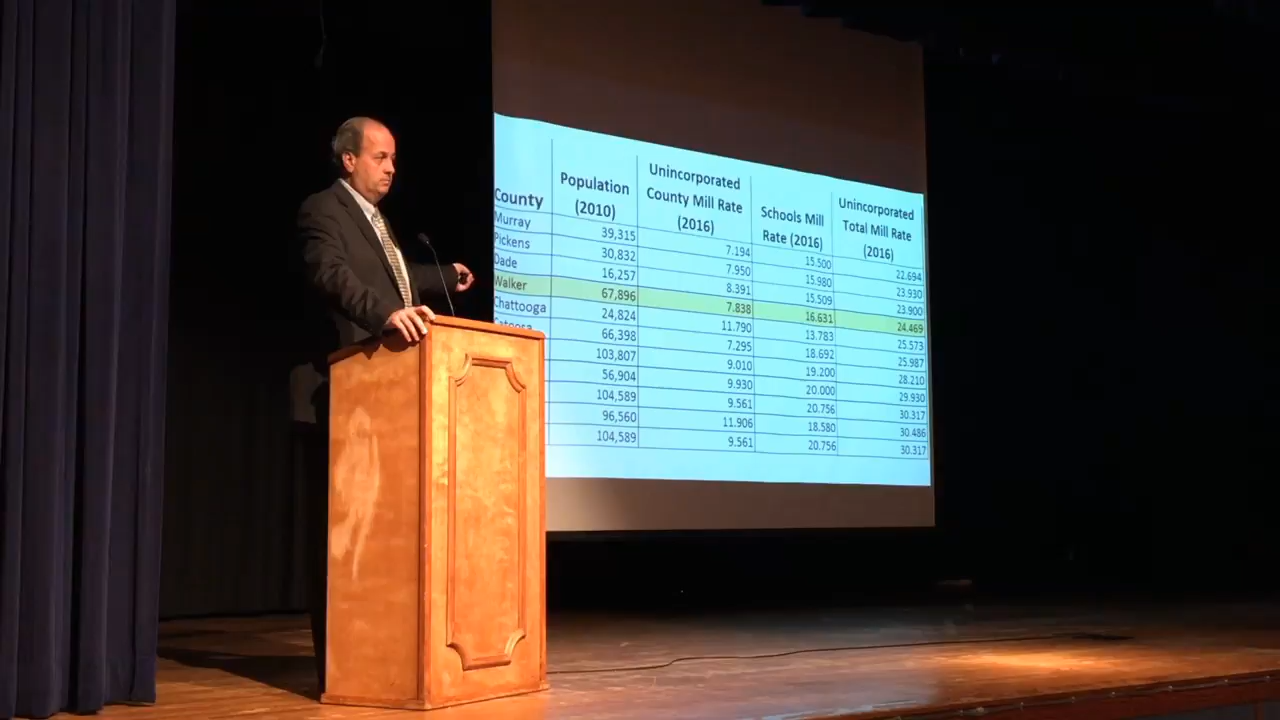 County Population (2010) Unincorporated County Mill Rate (2016) Schools Mill Rate (2016) Unincorporated Total Mill Rate (2016)
Murray 39,315 7.194 15.500 22.694
Pickens 30,832 7.950 15.980 23.930
Dade 16,257 8.391 15.509 23.900
Walker 67,896 7.838 16.631 24.469
Chattooga 24,824 11.790 13.783 25.573
66,398 7.295 18.692 25.987
103,807 9.010 19.200 28.210
56,904 9.930 20.000 29.930
104,589 9.561 20.756 30.317
96,560 11.906 18.580 30.486
104,589 9.561 20.756 30.317